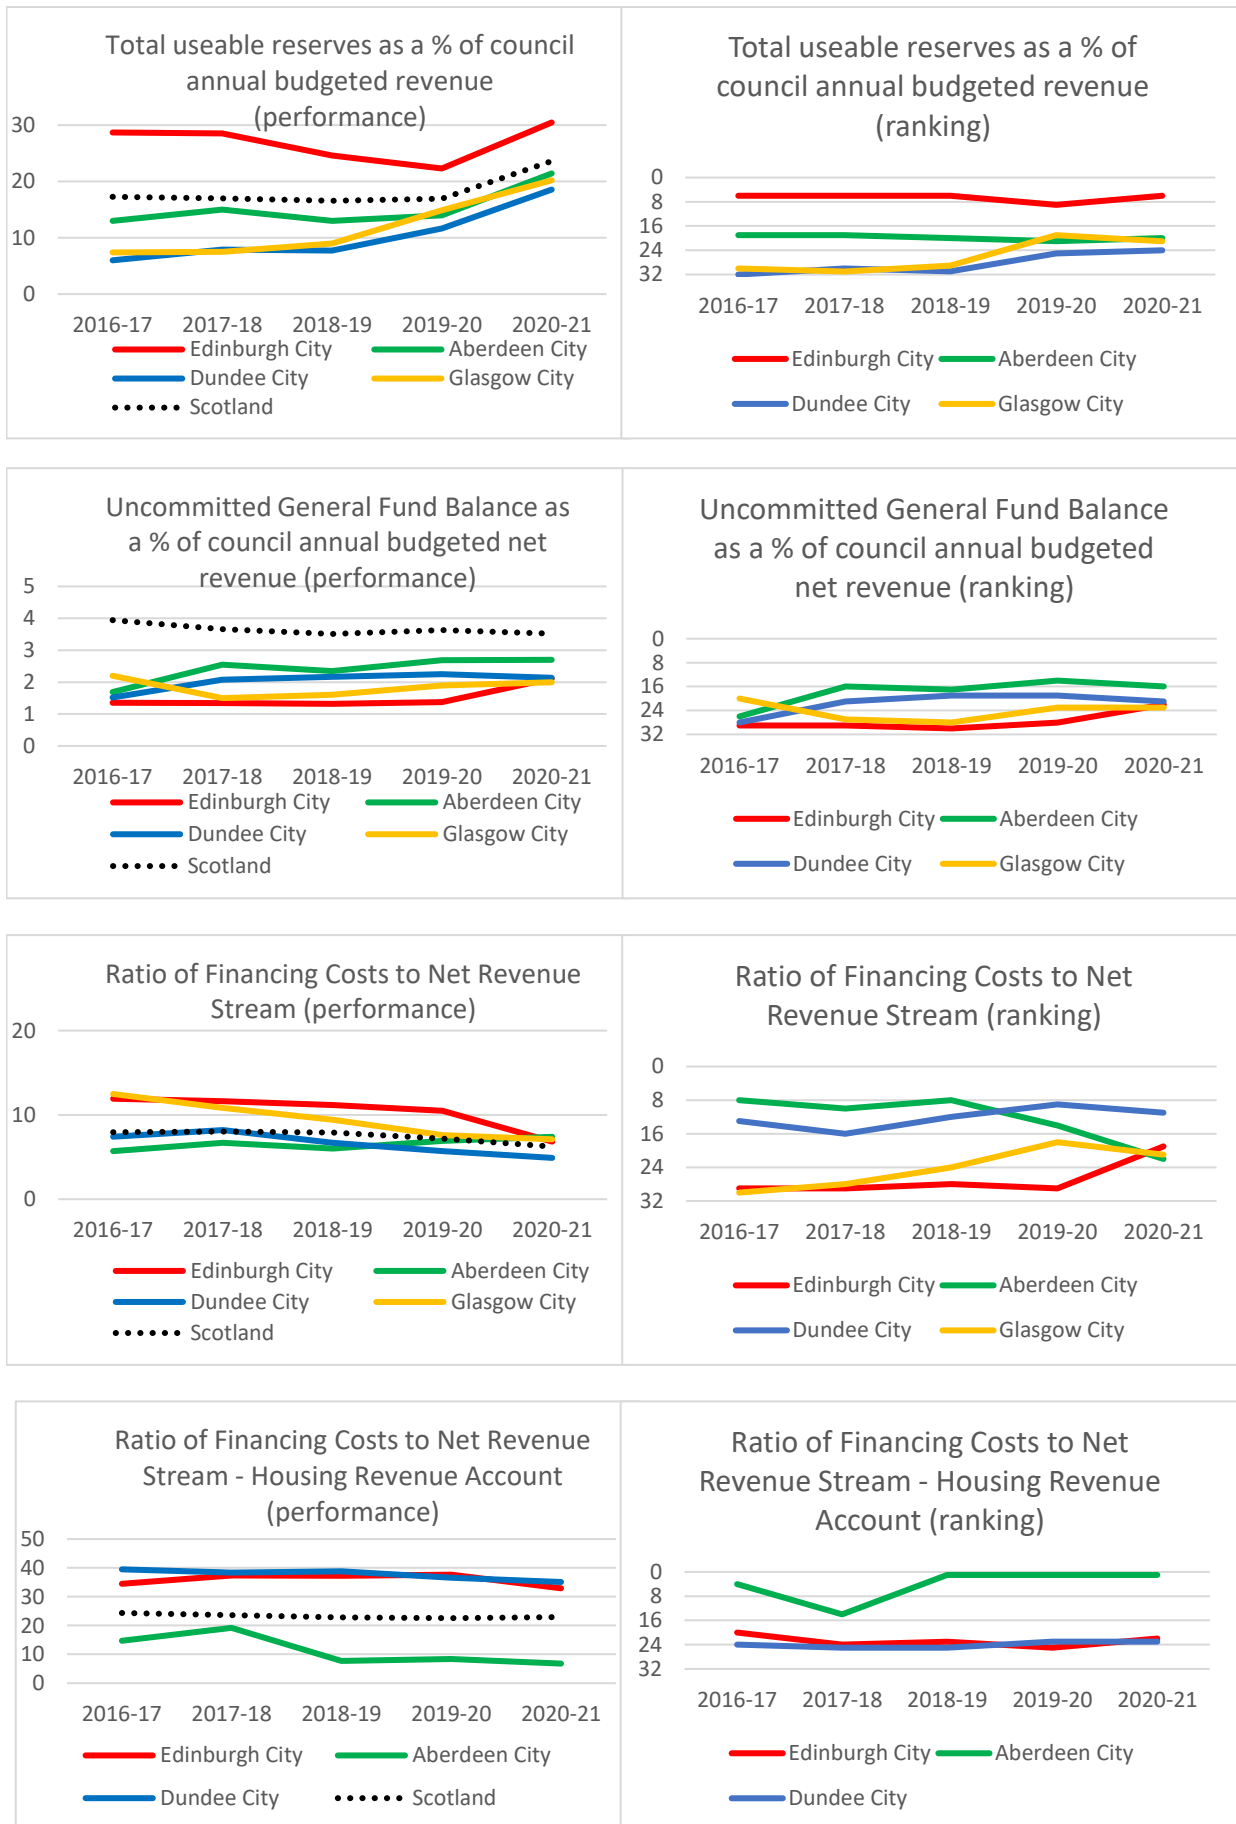 Total useable reserves as a % of council
annual budgeted revenue
(performance)
30
20
10
0
2016-17 2017-18 2018-19 2019-20 2020-21
Edinburgh City Aberdeen City
Dundee City Glasgow City
Scotland
Total useable reserves as a % of
council annual budgeted revenue
(ranking)
0
8
16
24
32
2016-17 2017-18 2018-19 2019-20 2020-21
Edinburgh City Aberdeen City
Dundee City Glasgow City
Uncommitted General Fund Balance as
a % of council annual budgeted net
revenue (performance)
5
4
3
2
1
0
2016-17 2017-18 2018-19 2019-20 2020-21
Edinburgh City Aberdeen City
Dundee City Glasgow City
Scotland
Uncommitted General Fund Balance
as a % of council annual budgeted
net revenue (ranking)
0
8
16
24
32
2016-17 2017-18 2018-19 2019-20 2020-21
Edinburgh City Aberdeen City
Dundee City Glasgow City
Ratio of Financing Costs to Net Revenue
Stream (performance)
20
10
0
2016-17 2017-18 2018-19 2019-20 2020-21
Edinburgh City Aberdeen City
Dundee City Glasgow City
Scotland
Ratio of Financing Costs to Net
Revenue Stream (ranking)
0
8
16
24
32
2016-17 2017-18 2018-19 2019-20 2020-21
Edinburgh City Aberdeen City
Dundee City Glasgow City
Ratio of Financing Costs to Net Revenue
Stream - Housing Revenue Account
(performance)
50
40
30
20
10
0
2016-17 2017-18 2018-19 2019-20 2020-21
Edinburgh City Aberdeen City
Dundee City Scotland
Ratio of Financing Costs to Net
Revenue Stream - Housing Revenue
Account (ranking)
0
8
16
24
32
2016-17 2017-18 2018-19 2019-20 2020-21
Edinburgh City Aberdeen City
Dundee City